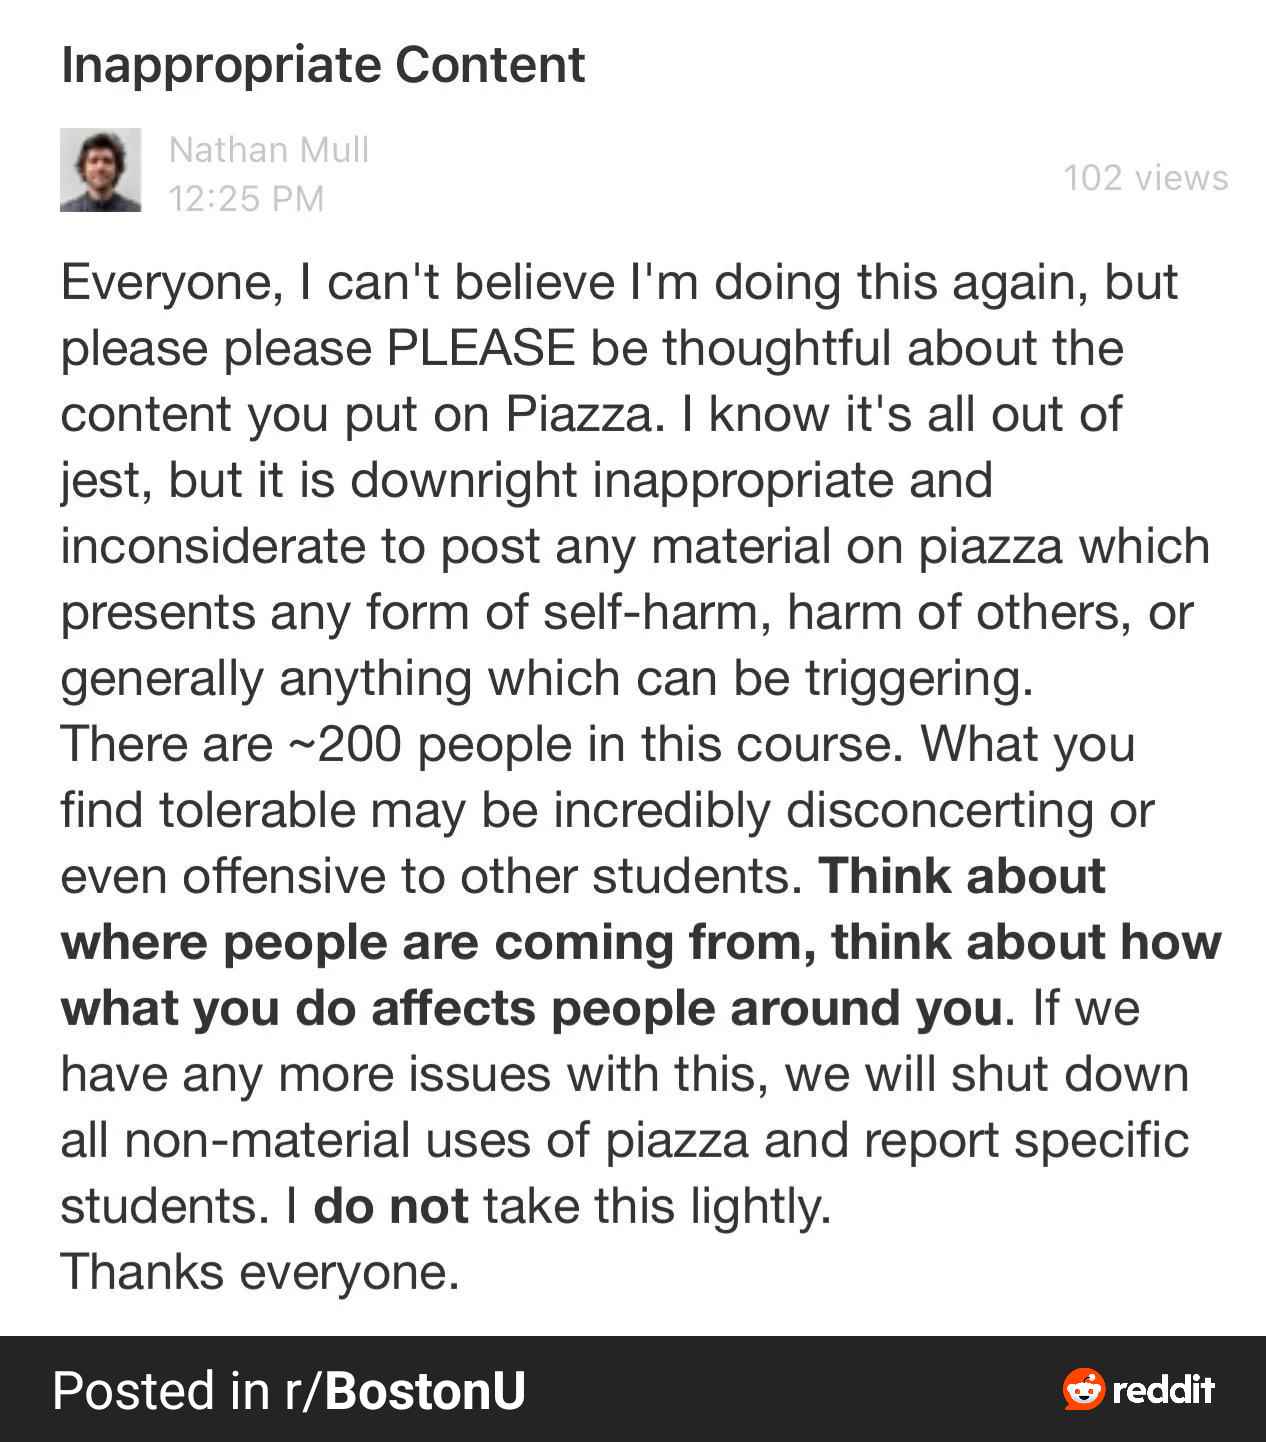 Inappropriate Content
Nathan Mull
12:25 PM
102 views
Everyone, I can't believe I'm doing this again, but
please please PLEASE be thoughtful about the
content you put on Piazza. I know it's all out of
jest, but it is downright inappropriate and
inconsiderate to post any material on piazza which
presents any form of self-harm, harm of others, or
generally anything which can be triggering.
There are ~200 people in this course. What you
find tolerable may be incredibly disconcerting or
even offensive to other students. Think about
where people are coming from, think about how
what you do affects people around you. If we
have any more issues with this, we will shut down
all non-material uses of piazza and report specific
students. I do not take this lightly.
Thanks everyone.
Posted in r/BostonU
reddit